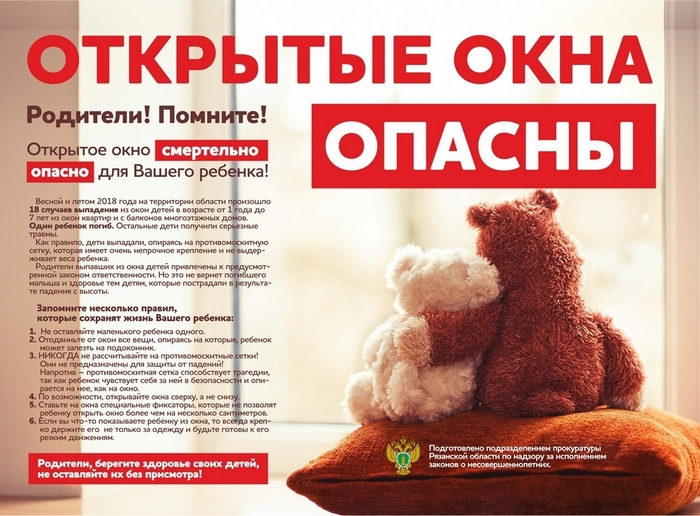 ОТКРЫТЫЕ ОКНА
ОПАСНЫ
Родители! Помните!
Открытое окно смертельно
опасно для Вашего ребенка!
Весной и летом 2018 года на территории области произошло
18 случаев выпадения из окон детей в возрасте от 1 года до
7 лет из окон квартир и с балконов многоэтажных домов.
Один ребенок погиб. Остальные дети получили серьезные
травмы.
Как правило, дети выпадали, опираясь на противомоскитную
сетку, которая имеет очень непрочное крепление и не выдер-
живает веса ребенка.
Родители выпавших из окна детей привлечены к предусмот-
ренной законом ответственности. Но это не вернет погибшего
малыша и здоровье тем детям, которые пострадали в результа-
те падения с высоты.
Запомните несколько правил,
которые сохранят жизнь Вашего ребенка:
1. Не оставляйте маленького ребенка одного.
2. Отодвиньте от окон все вещи, опираясь на которые, ребенок
может залезть на подоконник.
3. НИКОГДА не рассчитывайте на противомоскитные сетки!
Они не предназначены для защиты от падений!
Напротив – противомоскитная сетка способствует трагедии,
так как ребенок чувствует себя за ней в безопасности и опи-
рается на нее, как на окно.
4. По возможности, открывайте окна сверху, а не снизу.
5. Ставьте на окна специальные фиксаторы, которые не позволят
ребенку открыть окно более чем на несколько сантиметров.
6. Если вы что-то показываете ребенку из окна, то всегда креп-
ко держите его не только за одежду и будьте готовы к его
резким движениям.
Родители, берегите здоровье своих детей,
не оставляйте их без присмотра!
Подготовлено подразделением прокуратуры
Рязанской области по надзору за исполнением
законов о несовершеннолетних.